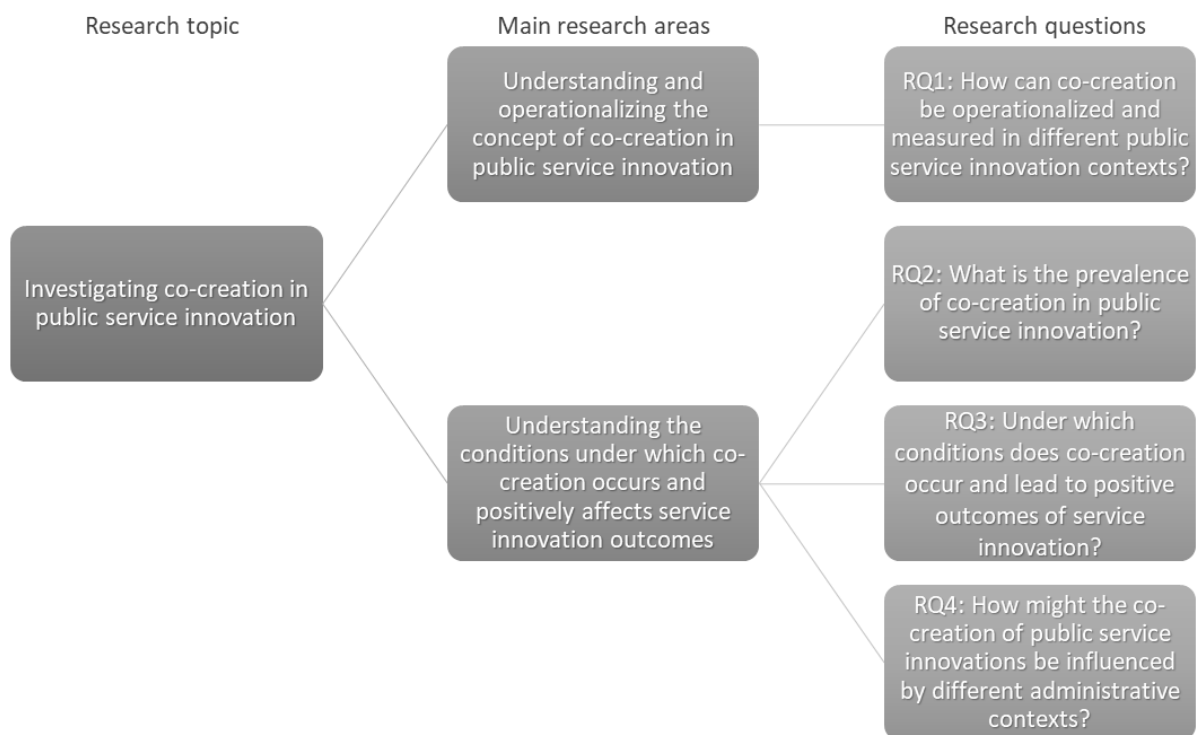 Research topic
Main research areas
Research questions
Investigating co-creation in
public service innovation
Understanding and
operationalizing the
concept of co-creation in
public service innovation
Understanding the
conditions under which co-
creation occurs and
positively affects service
innovation outcomes
RQ1: How can co-creation
be operationalized and
measured in different public
service innovation contexts?
RQ2: What is the prevalence
of co-creation in public
service innovation?
RQ3: Under which
conditions does co-creation
occur and lead to positive
outcomes of service
innovation?
RQ4: How might the co-
creation of public service
innovations be influenced
by different administrative
contexts?